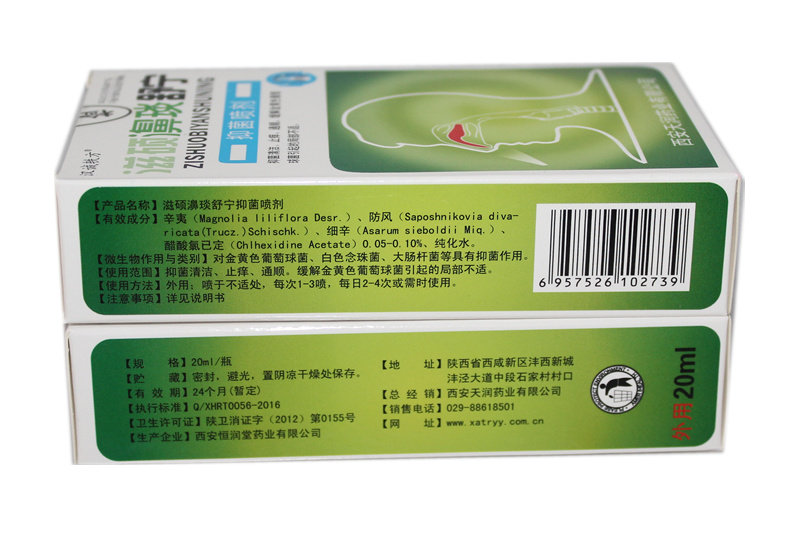 滋硕鼻琰舒宁
ZISHUOBIYANSHUNING
抑菌喷剂
【产品名称】滋硕濞琰舒宁抑菌喷剂
【有效成分】辛夷（Magnolia liliflora Desr.）、防风（Saposhnikovia diva-
ricata(Trucz.)Schischk.）、细辛（Asarum sieboldii Miq.）、
醋酸氯已定（Chlhexidine Acetate）0.05-0.10%、纯化水。
【微生物作用与类别】对金黄色葡萄球菌、白色念珠菌、大肠杆菌等具有抑菌作用。
【使用范围】抑菌清洁、止痒、通顺。缓解金黄色葡萄球菌引起的局部不适。
【使用方法】外用：喷于不适处，每次1-3喷，每日2-4次或需时使用。
【注意事项】详见说明书
6 957526 102739
【规 格】20ml/瓶
【贮 藏】密封，避光，置阴凉干燥处保存。
【有 效 期】24个月(暂定)
【执行标准】Q/XHRT0056-2016
【卫生许可证】陕卫消证字（2012）第0155号
【生产企业】西安恒润堂药业有限公司
【地 址】陕西省西咸新区沣西新城
沣泾大道中段石家村村口
【总 经 销】西安天润药业有限公司
【销售电话】029-88618501
【网 址】www.xatryy.com.cn
外用 20ml